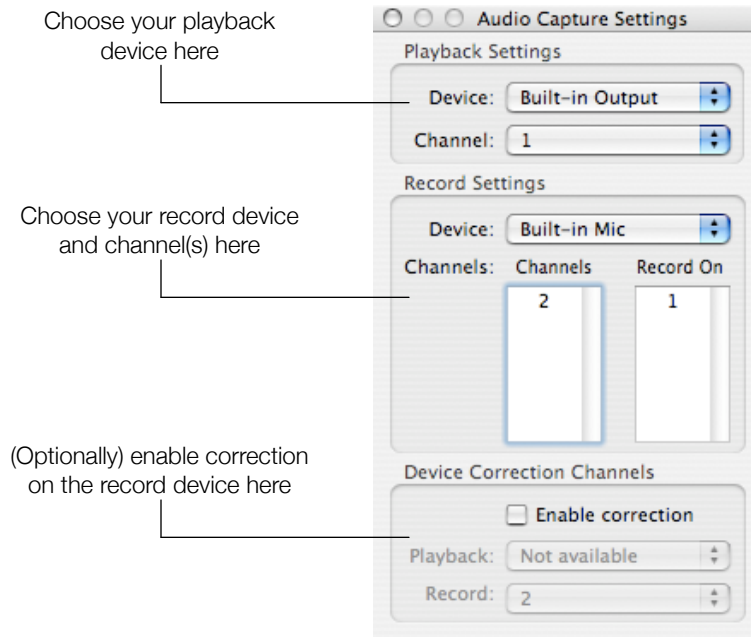 Choose your playback
device here
Audio Capture Settings
Playback Settings
Device: Built-in Output
Channel: 1
Record Settings
Choose your record device
and channel(s) here
Device: Built-in Mic
Channels: Channels Record On
2 1
(Optionally) enable correction
on the record device here
Device Correction Channels
Enable correction
Playback: Not available
Record: 2